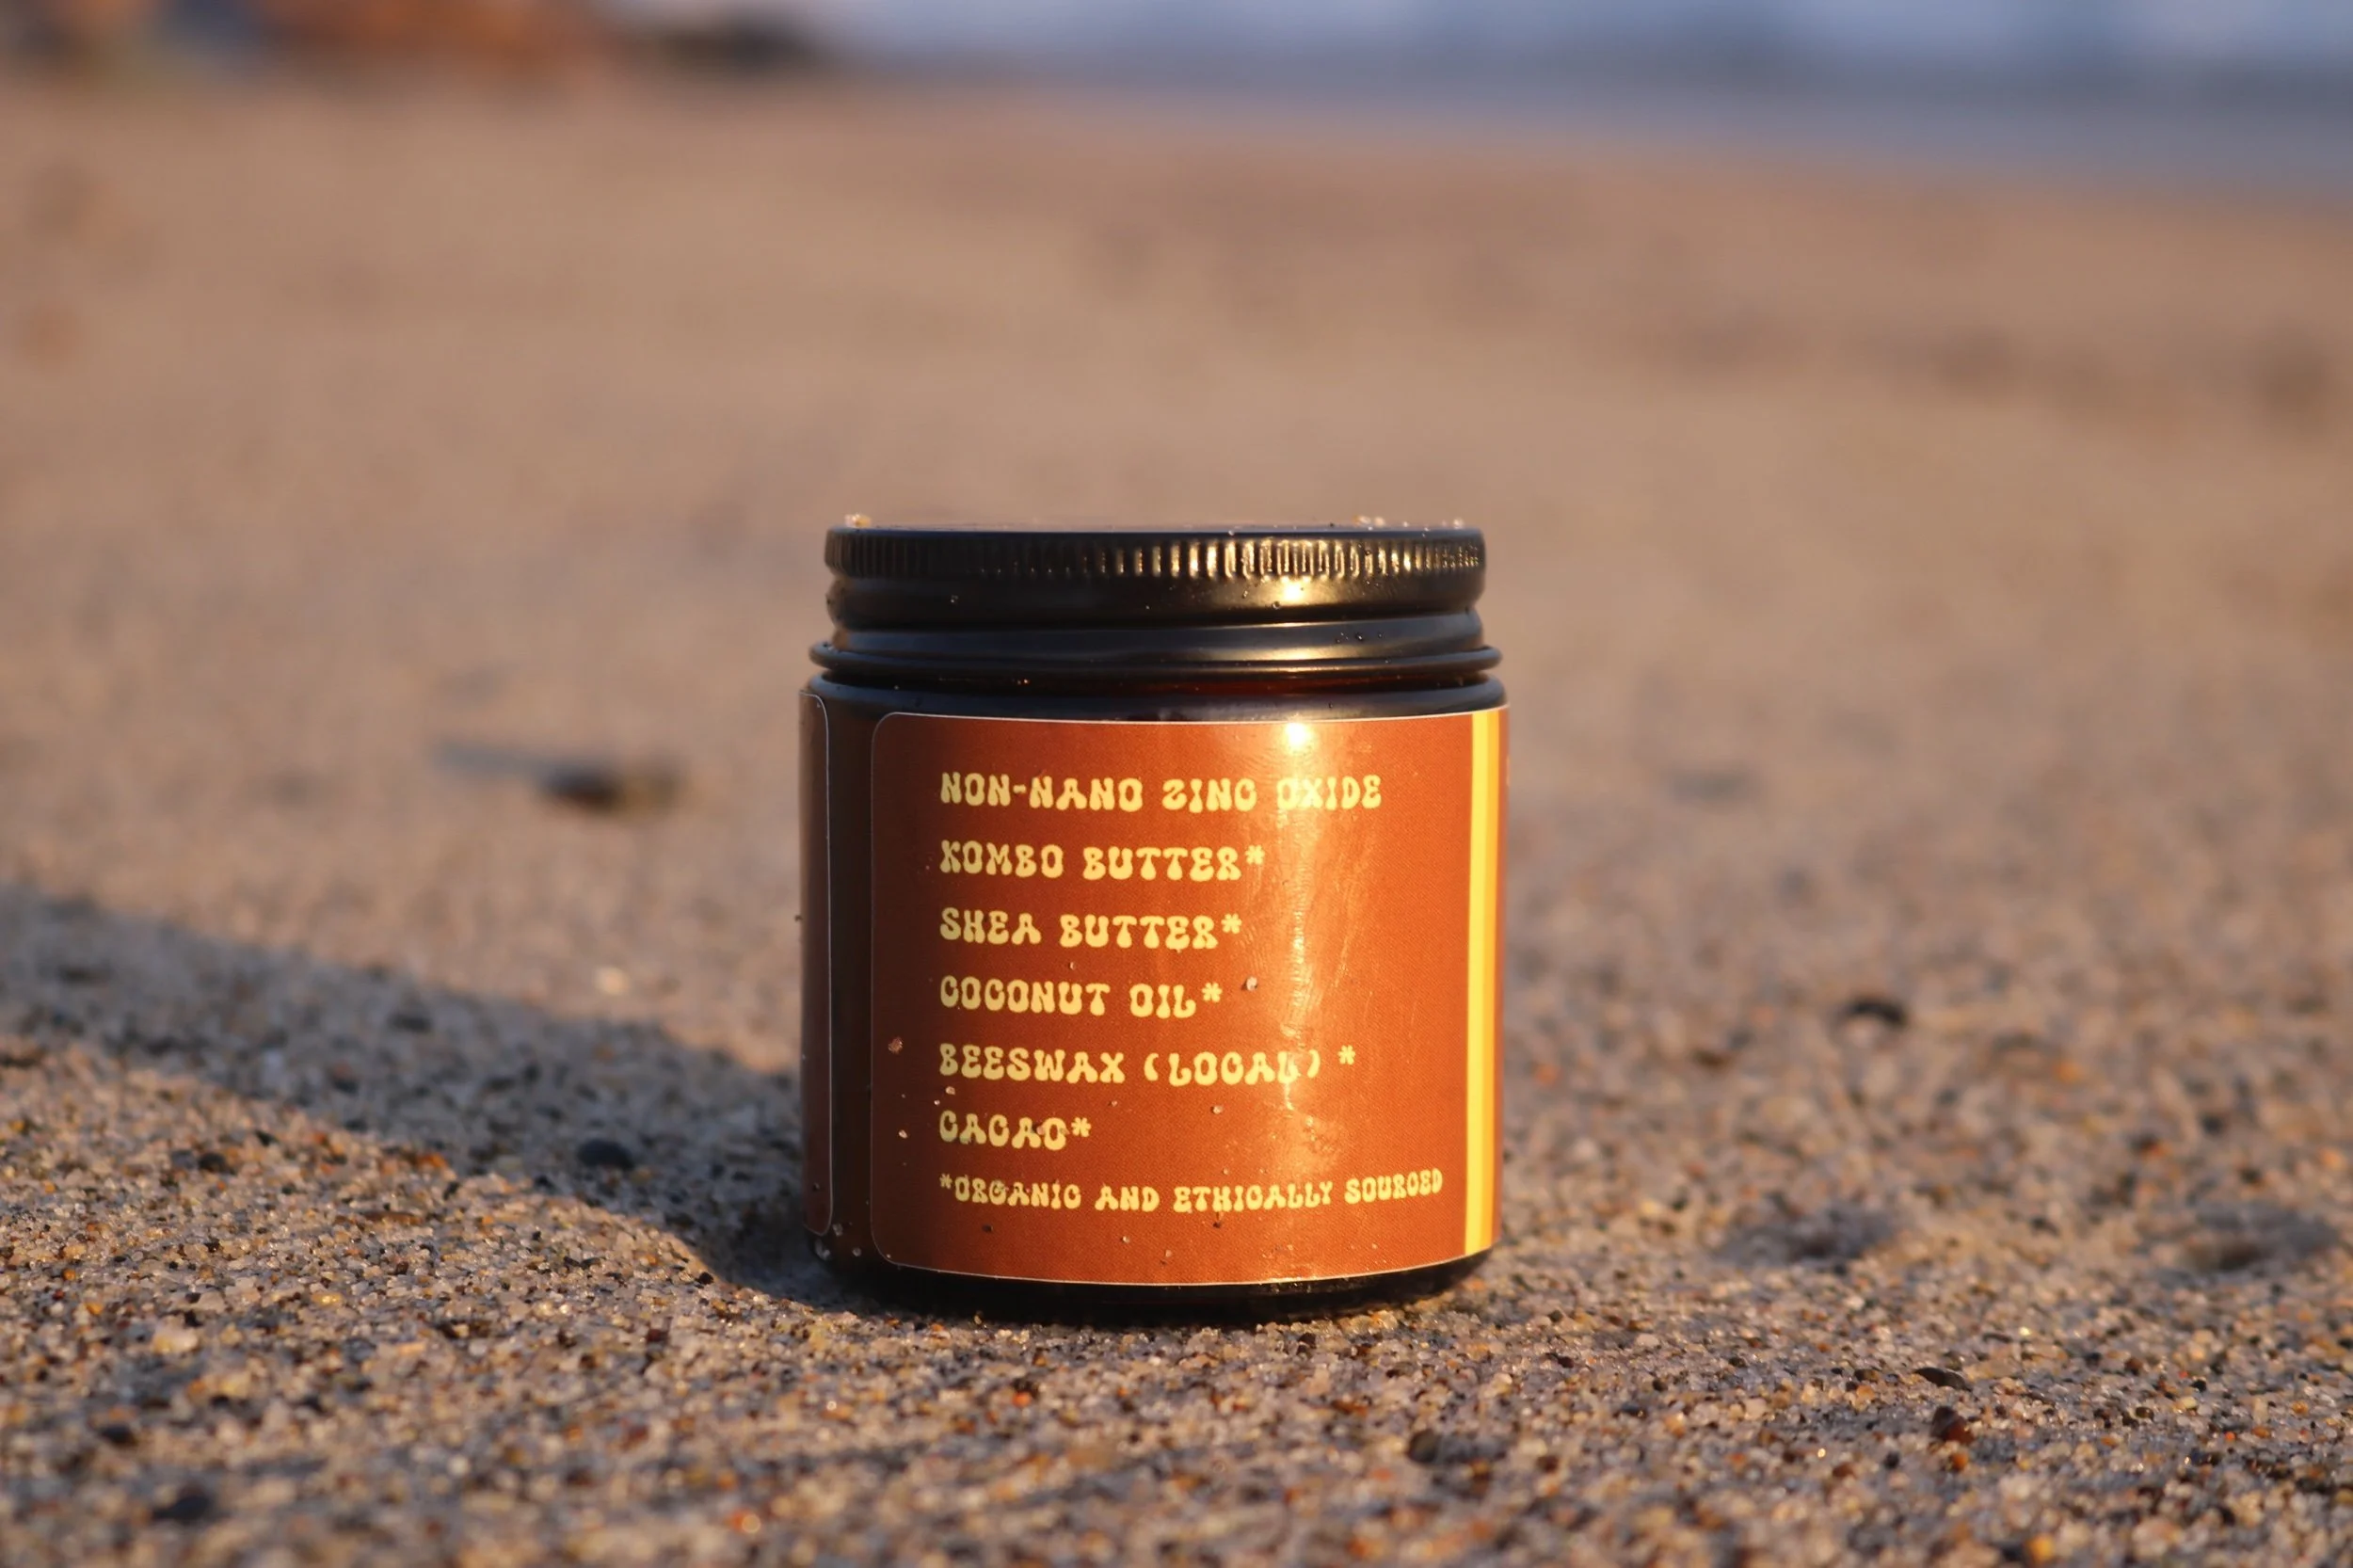 NON-NANO ZINC OXIDE
KOMBO BUTTER*
SHEA BUTTER*
COCONUT OIL*
BEESWAX (LOCAL) *
CACAO*
*ORGANIC AND ETHICALLY SOURCED